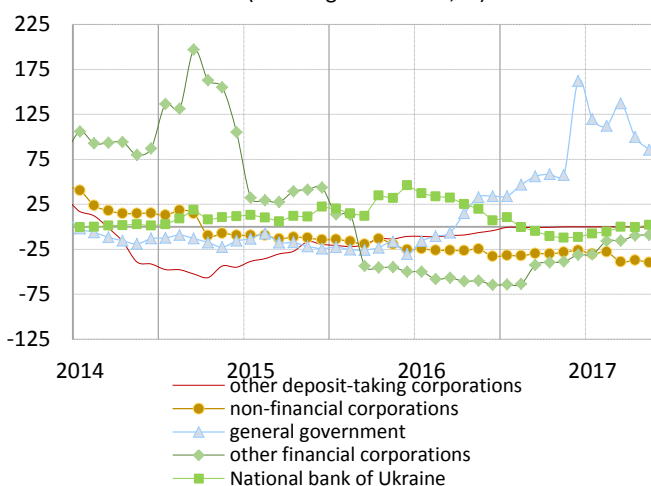 225
175
125
75
25
-25
-75
-125
2014 2015 2016 2017
other deposit-taking corporations
non-financial corporations
general government
other financial corporations
National bank of Ukraine